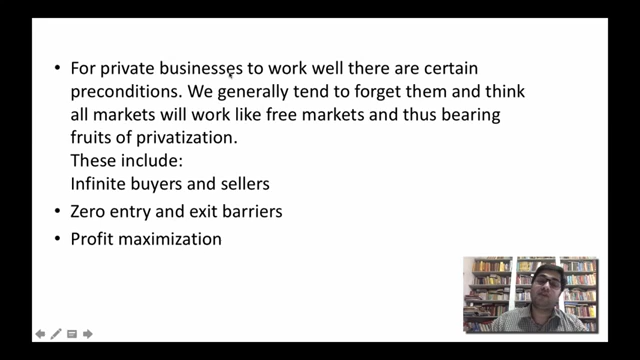 • For private businesses to work well there are certain
preconditions. We generally tend to forget them and think
all markets will work like free markets and thus bearing
fruits of privatization.
These include:
Infinite buyers and sellers
• Zero entry and exit barriers
• Profit maximization